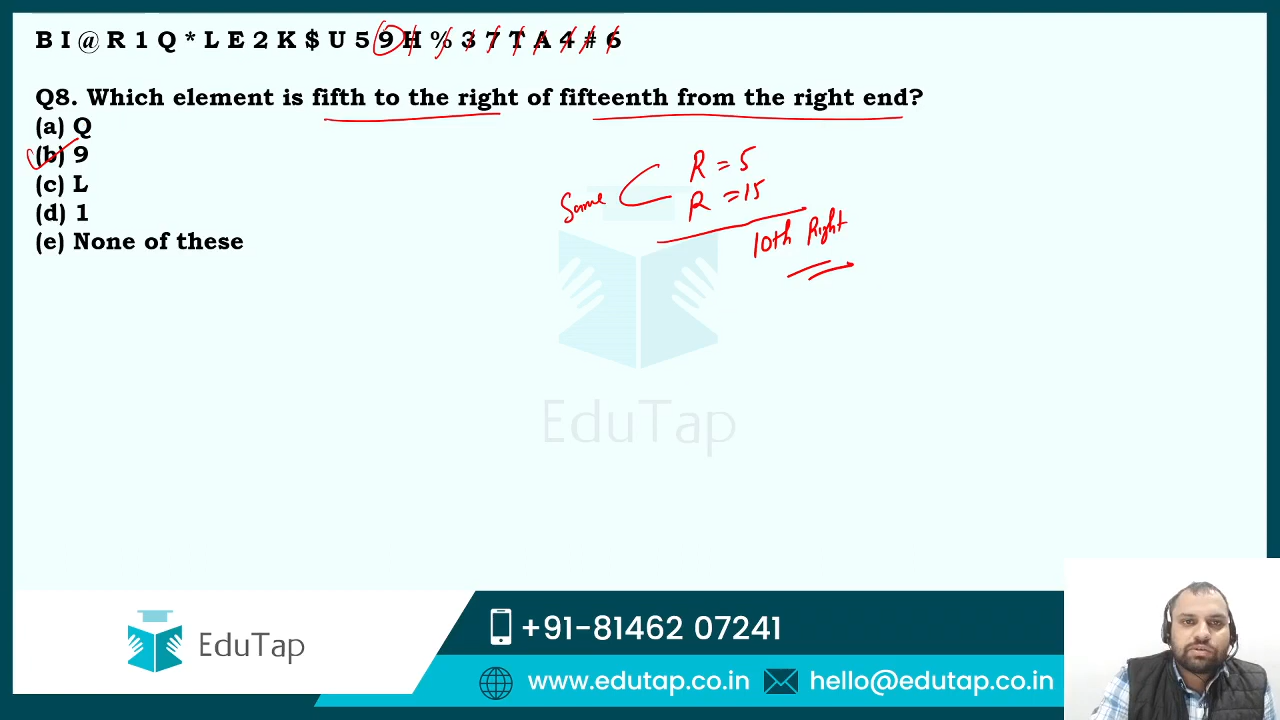 B I @ R 1 Q * L E 2 K $ U 5 9 H % 3 7 T A 4 # 6
Q8. Which element is fifth to the right of fifteenth from the right end?
(a) Q
(b) 9
(c) L
(d) 1
(e) None of these
Same
R = 5
R = 15
10th Right
EduTap
EduTap
+91-81462 07241
www.edutap.co.in
hello@edutap.co.in